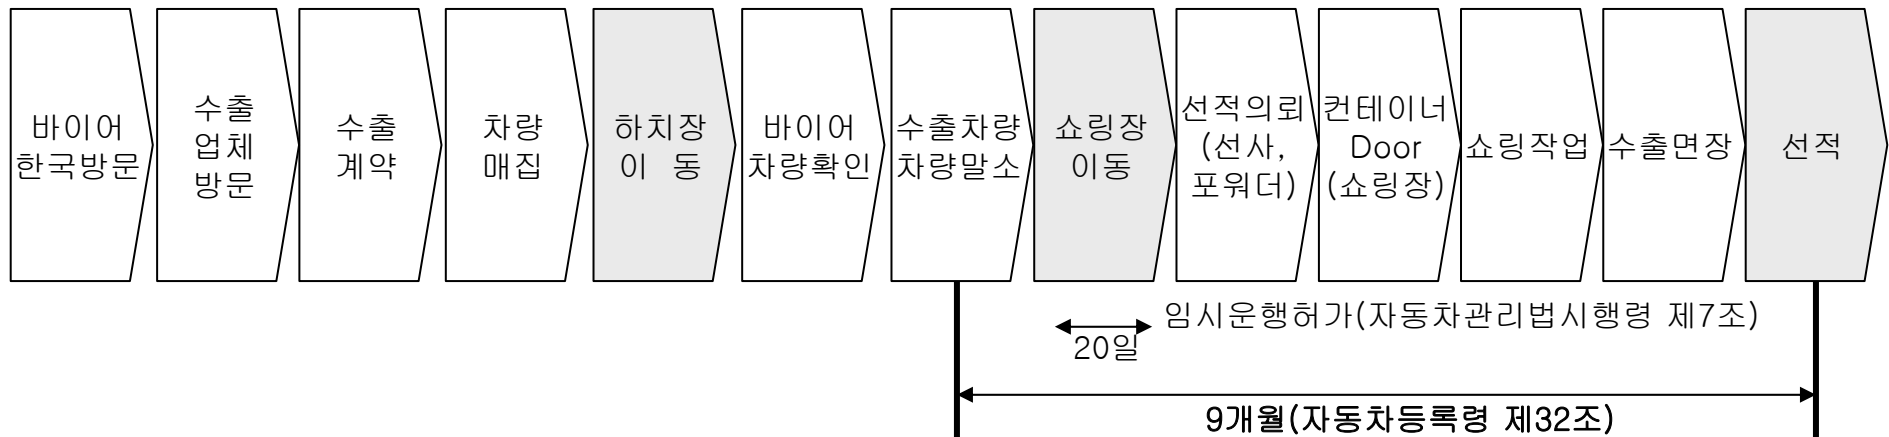 바이어
한국방문
수출
업체
방문
수출
계약
차량
매집
하치장
이 동
바이어
차량확인
수출차량
차량말소
쇼링장
이동
선적의뢰
(선사,
포워더)
컨테이너
Door
(쇼링장)
쇼링작업
수출면장
선적
임시운행허가(자동차관리법시행령 제7조)
20일
9개월(자동차등록령 제32조)